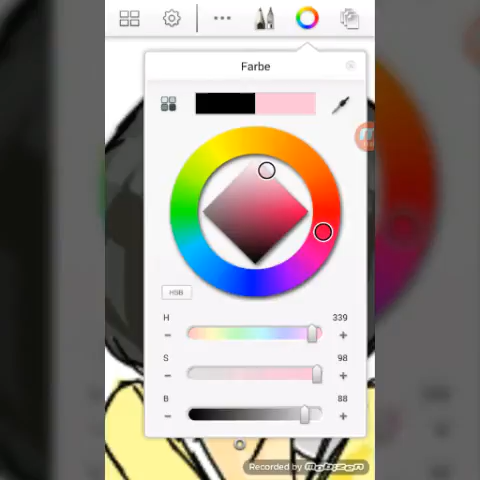 Farbe
HSB
H 339
- +
S 98
- +
B 88
- +
Recorded by mobizen